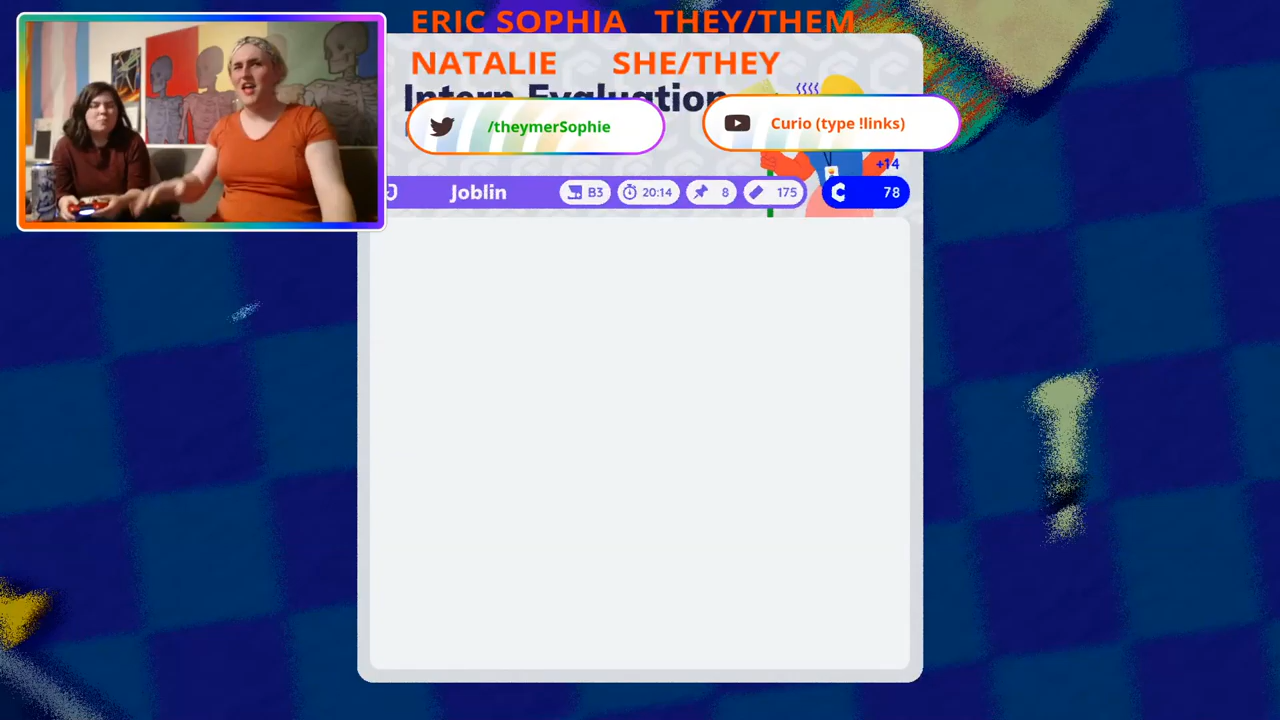 ERIC SOPHIA THEY/THEM
NATALIE SHE/THEY
Intern Evaluation
/theymerSophie
Curio (type !links)
+14
Joblin B3 20:14 8 175 78